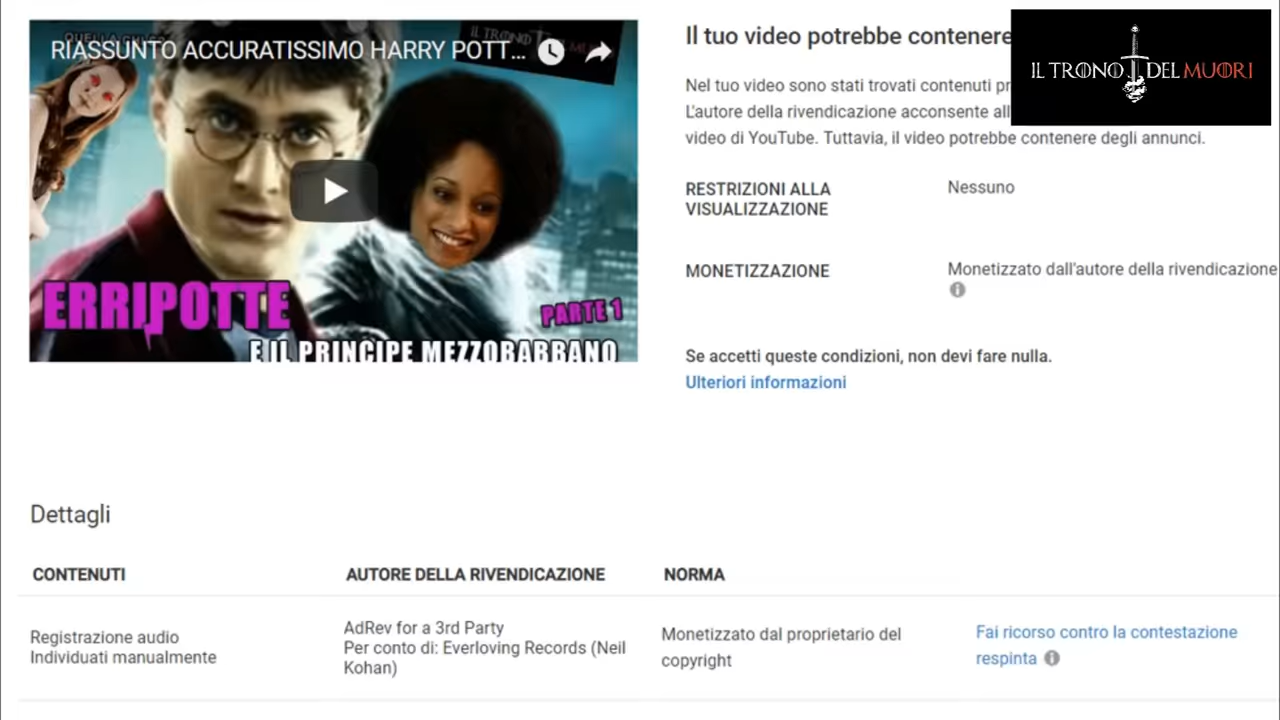 RIASSUNTO ACCURATISSIMO HARRY POTT...
IL TRONO
ERRIPOTTE
PARTE 1
E IL PRINCIPE MEZZOBABBANO
Il tuo video potrebbe contenere
IL TRONO DEL MUORI
Nel tuo video sono stati trovati contenuti
L'autore della rivendicazione acconsente
video di YouTube. Tuttavia, il video potrebbe contenere degli annunci.
RESTRIZIONI ALLA
VISUALIZZAZIONE
Nessuno
MONETIZZAZIONE
Monetizzato dall'autore della rivendicazione
Se accetti queste condizioni, non devi fare nulla.
Ulteriori informazioni
Dettagli
CONTENUTI
AUTORE DELLA RIVENDICAZIONE
NORMA
Registrazione audio
Individuati manualmente
AdRev for a 3rd Party
Per conto di: Everloving Records (Neil
Kohan)
Monetizzato dal proprietario del
copyright
Fai ricorso contro la contestazione
respinta